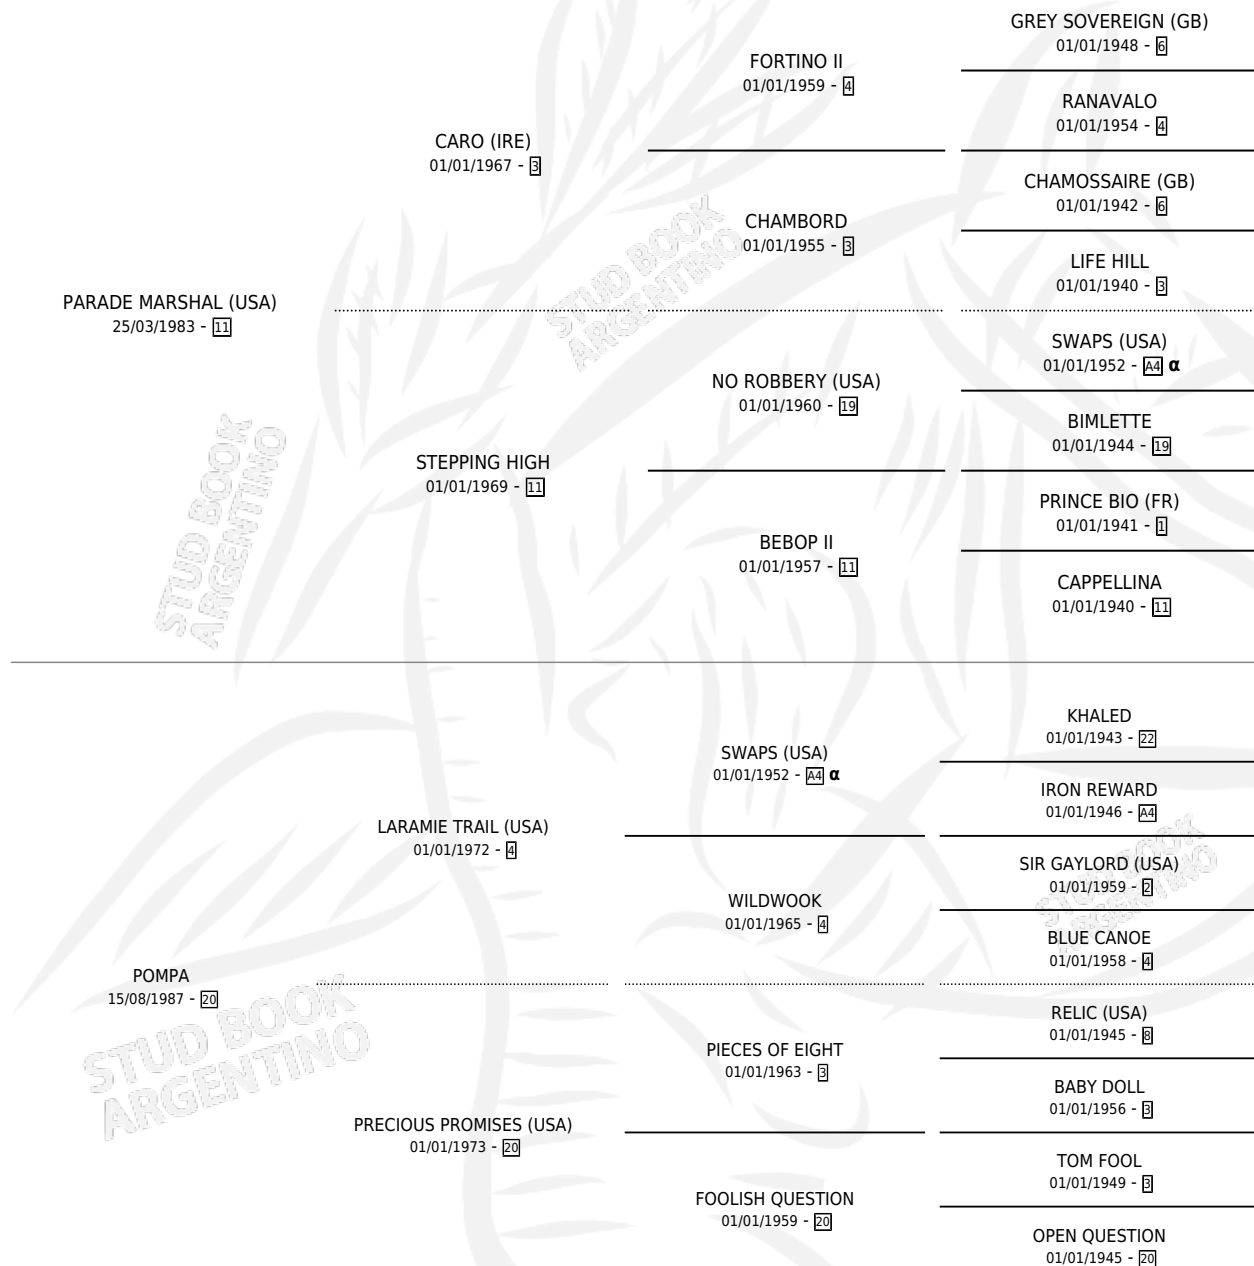 GREY SOVEREIGN (GB)
01/01/1948 - 6
FORTINO II
01/01/1959 - 4
RANAVALO
01/01/1954 - 4
CARO (IRE)
01/01/1967 - 3
CHAMOSSAIRE (GB)
01/01/1942 - 6
CHAMBORD
01/01/1955 - 3
LIFE HILL
01/01/1940 - 3
PARADE MARSHAL (USA)
25/03/1983 - 11
SWAPS (USA)
01/01/1952 - A4 α
NO ROBBERY (USA)
01/01/1960 - 19
BIMLETTE
01/01/1944 - 19
STEPPING HIGH
01/01/1969 - 11
PRINCE BIO (FR)
01/01/1941 - 1
BEBOP II
01/01/1957 - 11
CAPPELLINA
01/01/1940 - 11
KHALED
01/01/1943 - 22
SWAPS (USA)
01/01/1952 - A4 α
IRON REWARD
01/01/1946 - A4
LARAMIE TRAIL (USA)
01/01/1972 - 4
SIR GAYLORD (USA)
01/01/1959 - 2
WILDWOOK
01/01/1965 - 4
BLUE CANOE
01/01/1958 - 4
POMPA
15/08/1987 - 20
RELIC (USA)
01/01/1945 - 8
PIECES OF EIGHT
01/01/1963 - 3
BABY DOLL
01/01/1956 - 3
PRECIOUS PROMISES (USA)
01/01/1973 - 20
TOM FOOL
01/01/1949 - 3
FOOLISH QUESTION
01/01/1959 - 20
OPEN QUESTION
01/01/1945 - 20
STUD BOOK
ARGENTINO
STUD BOOK
ARGENTINO
STUD BOOK
ARGENTINO
STUD BOOK
ARGENTINO